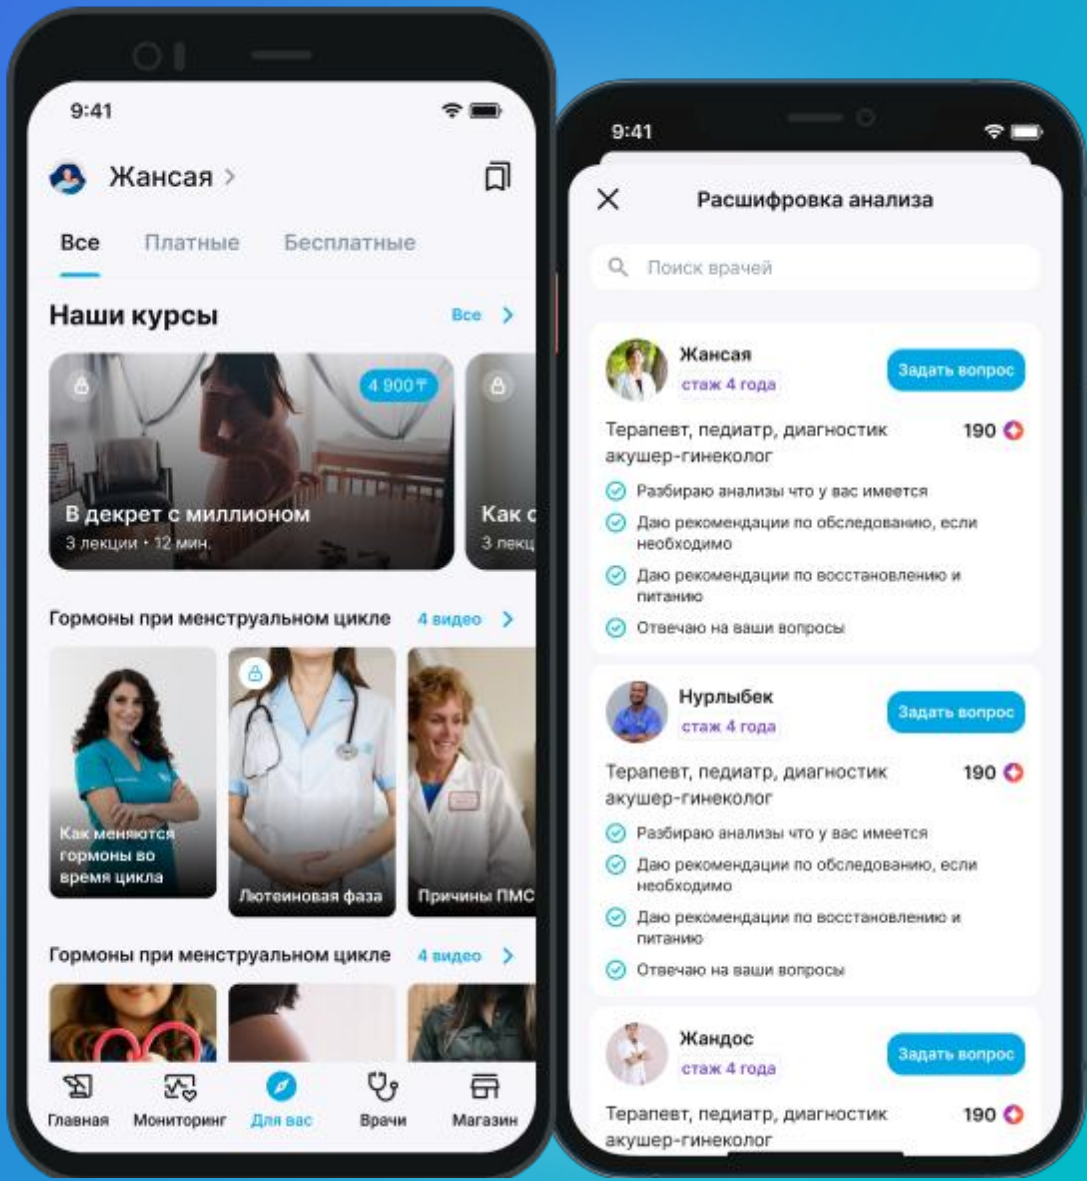 9:41
Жансая
Все Платные Бесплатные
Наши курсы Все
4 900 ₸
В декрет с миллионом
3 лекции • 12 мин.
Как с
3 лекц
Гормоны при менструальном цикле 4 видео
Как меняются
гормоны во
время цикла
Лютеиновая фаза
Причины ПМС
Гормоны при менструальном цикле 4 видео
Главная Мониторинг Для вас Врачи Магазин
9:41
Расшифровка анализа
Поиск врачей
Жансая
стаж 4 года
Задать вопрос
Терапевт, педиатр, диагностик
акушер-гинеколог
190
Разбираю анализы что у вас имеется
Даю рекомендации по обследованию, если
необходимо
Даю рекомендации по восстановлению и
питанию
Отвечаю на ваши вопросы
Нурлыбек
стаж 4 года
Задать вопрос
Терапевт, педиатр, диагностик
акушер-гинеколог
190
Разбираю анализы что у вас имеется
Даю рекомендации по обследованию, если
необходимо
Даю рекомендации по восстановлению и
питанию
Отвечаю на ваши вопросы
Жандос
стаж 4 года
Задать вопрос
Терапевт, педиатр, диагностик
акушер-гинеколог
190